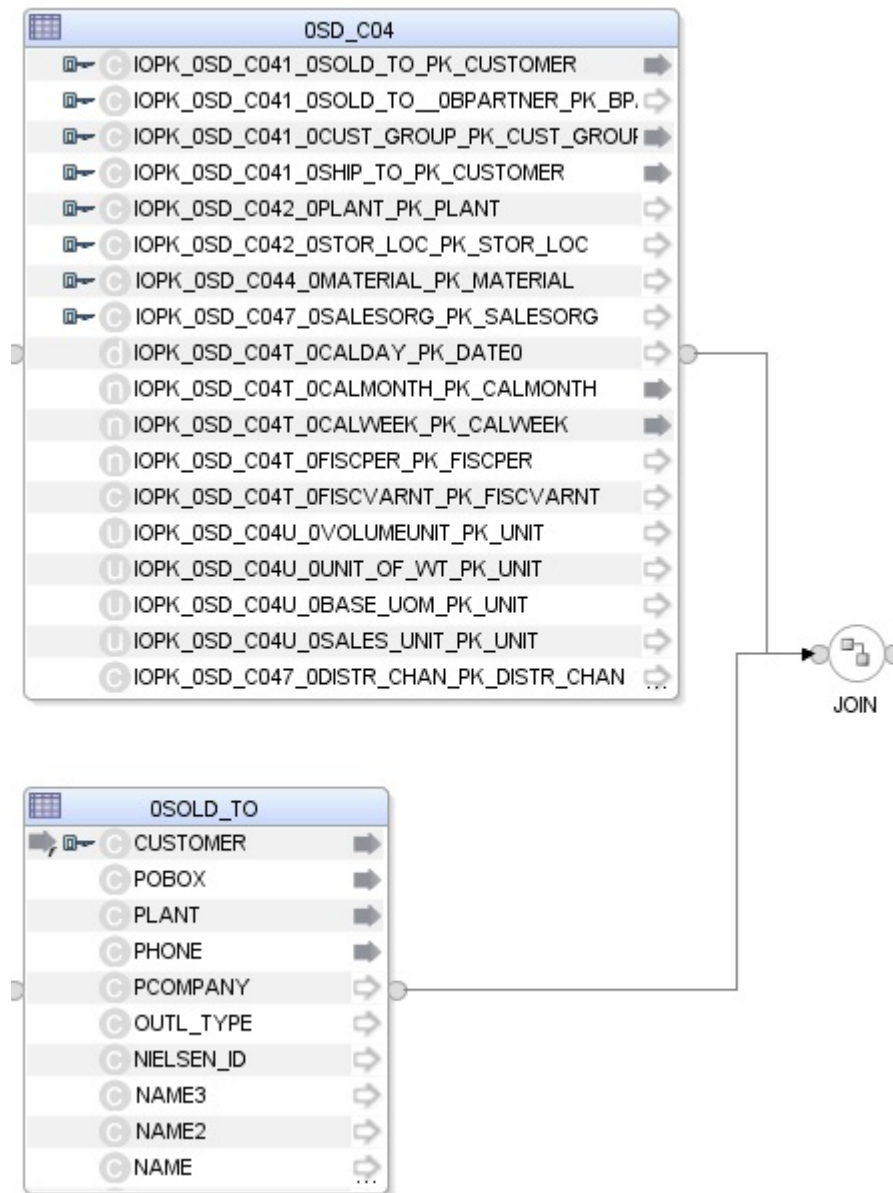 0SD_C04
C IOPK_0SD_C041_0SOLD_TO_PK_CUSTOMER
C IOPK_0SD_C041_0SOLD_TO__0BPARTNER_PK_BP.
C IOPK_0SD_C041_0CUST_GROUP_PK_CUST_GROUP
C IOPK_0SD_C041_0SHIP_TO_PK_CUSTOMER
C IOPK_0SD_C042_0PLANT_PK_PLANT
C IOPK_0SD_C042_0STOR_LOC_PK_STOR_LOC
C IOPK_0SD_C044_0MATERIAL_PK_MATERIAL
C IOPK_0SD_C047_0SALESORG_PK_SALESORG
d IOPK_0SD_C04T_0CALDAY_PK_DATE0
n IOPK_0SD_C04T_0CALMONTH_PK_CALMONTH
n IOPK_0SD_C04T_0CALWEEK_PK_CALWEEK
n IOPK_0SD_C04T_0FISCPER_PK_FISCPER
C IOPK_0SD_C04T_0FISCVARNT_PK_FISCVARNT
U IOPK_0SD_C04U_0VOLUMEUNIT_PK_UNIT
U IOPK_0SD_C04U_0UNIT_OF_WT_PK_UNIT
U IOPK_0SD_C04U_0BASE_UOM_PK_UNIT
U IOPK_0SD_C04U_0SALES_UNIT_PK_UNIT
C IOPK_0SD_C047_0DISTR_CHAN_PK_DISTR_CHAN ...
JOIN
0SOLD_TO
C CUSTOMER
C POBOX
C PLANT
C PHONE
C PCOMPANY
C OUTL_TYPE
C NIELSEN_ID
C NAME3
C NAME2
C NAME ...